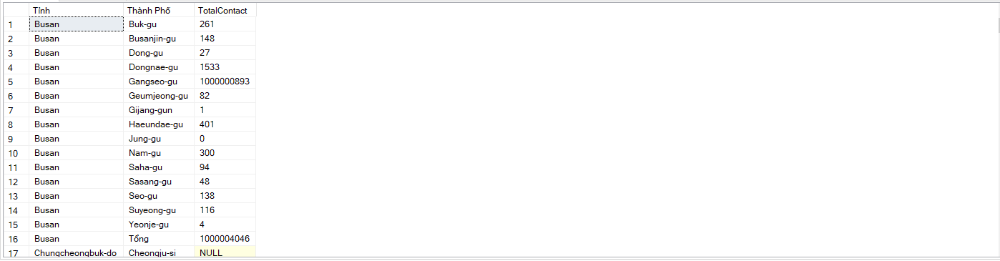 Tỉnh Thành Phố TotalContact
1 Busan Buk-gu 261
2 Busan Busanjin-gu 148
3 Busan Dong-gu 27
4 Busan Dongnae-gu 1533
5 Busan Gangseo-gu 1000000893
6 Busan Geumjeong-gu 82
7 Busan Gijang-gun 1
8 Busan Haeundae-gu 401
9 Busan Jung-gu 0
10 Busan Nam-gu 300
11 Busan Saha-gu 94
12 Busan Sasang-gu 48
13 Busan Seo-gu 138
14 Busan Suyeong-gu 116
15 Busan Yeonje-gu 4
16 Busan Tổng 1000004046
17 Chungcheongbuk-do Cheongju-si NULL